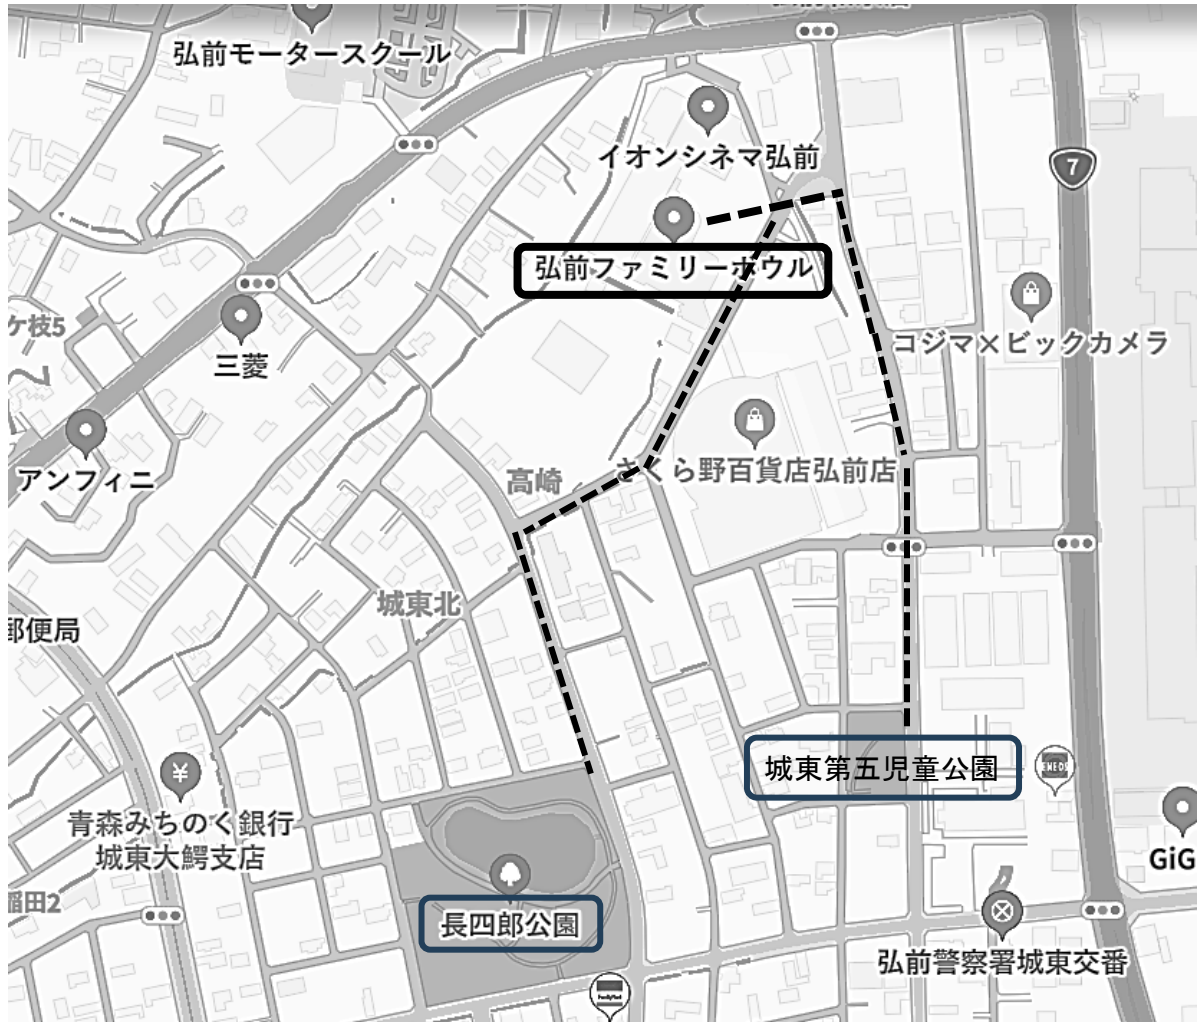 弘前モータースクール
イオンシネマ弘前
7
弘前ファミリーボウル
ケ枝5
三菱
コジマ×ビックカメラ
アンフィニ
高崎
さくら野百貨店弘前店
城東北
郵便局
城東第五児童公園
ENEOS
青森みちのく銀行
城東大鰐支店
GiG
稲田2
長四郎公園
弘前警察署城東交番
FamilyMart